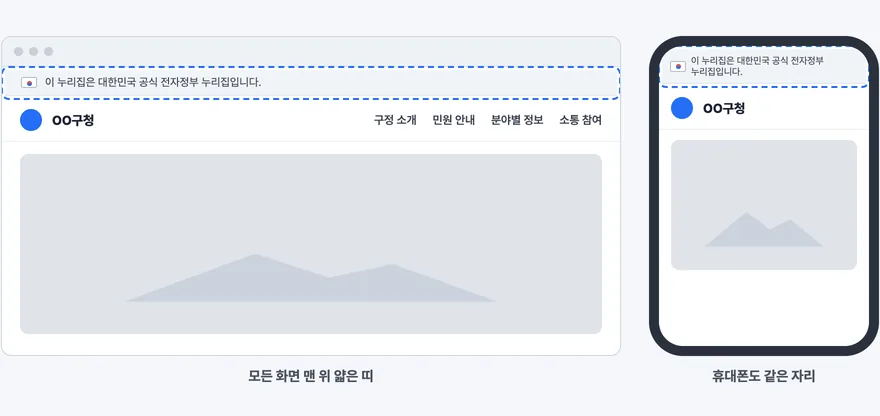 이 누리집은 대한민국 공식 전자정부 누리집입니다.
OO구청
구정 소개
민원 안내
분야별 정보
소통 참여
모든 화면 맨 위 얇은 띠
이 누리집은 대한민국 공식 전자정부
누리집입니다.
OO구청
휴대폰도 같은 자리